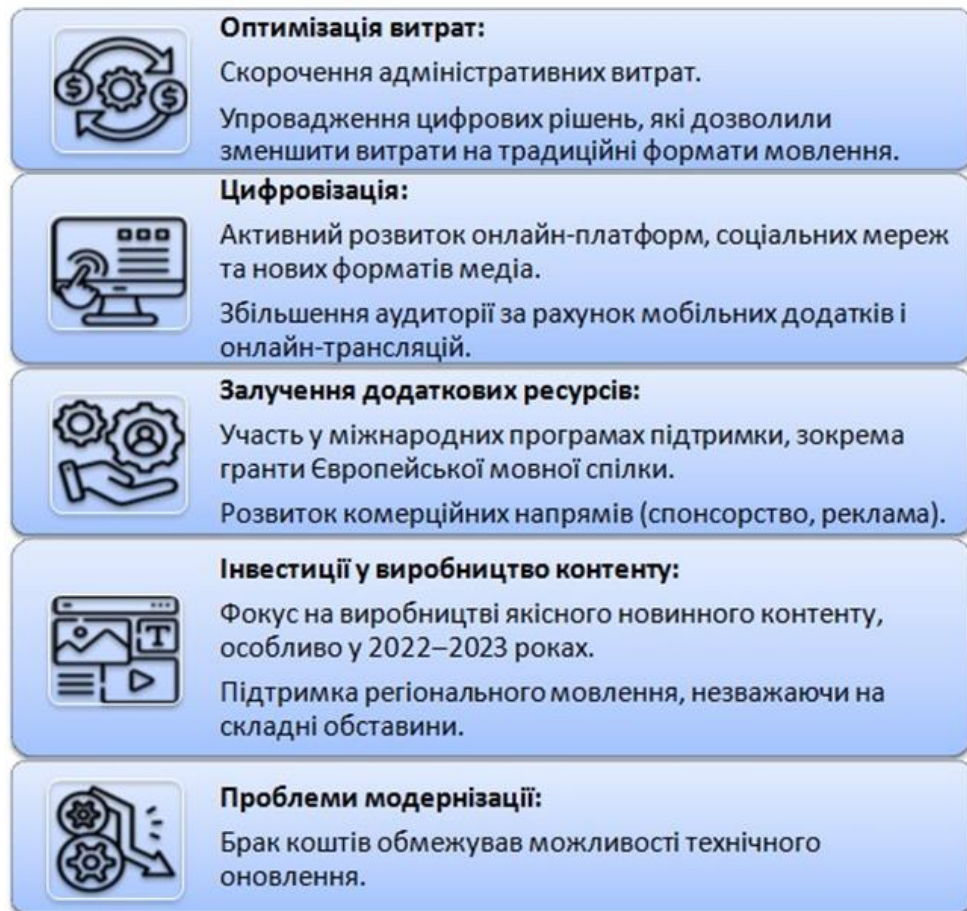 Оптимізація витрат:
Скорочення адміністративних витрат.
Упровадження цифрових рішень, які дозволили
зменшити витрати на традиційні формати мовлення.
Цифровізація:
Активний розвиток онлайн-платформ, соціальних мереж
та нових форматів медіа.
Збільшення аудиторії за рахунок мобільних додатків і
онлайн-трансляцій.
Залучення додаткових ресурсів:
Участь у міжнародних програмах підтримки, зокрема
гранти Європейської мовної спілки.
Розвиток комерційних напрямів (спонсорство, реклама).
Інвестиції у виробництво контенту:
Фокус на виробництві якісного новинного контенту,
особливо у 2022–2023 роках.
Підтримка регіонального мовлення, незважаючи на
складні обставини.
Проблеми модернізації:
Брак коштів обмежував можливості технічного
оновлення.